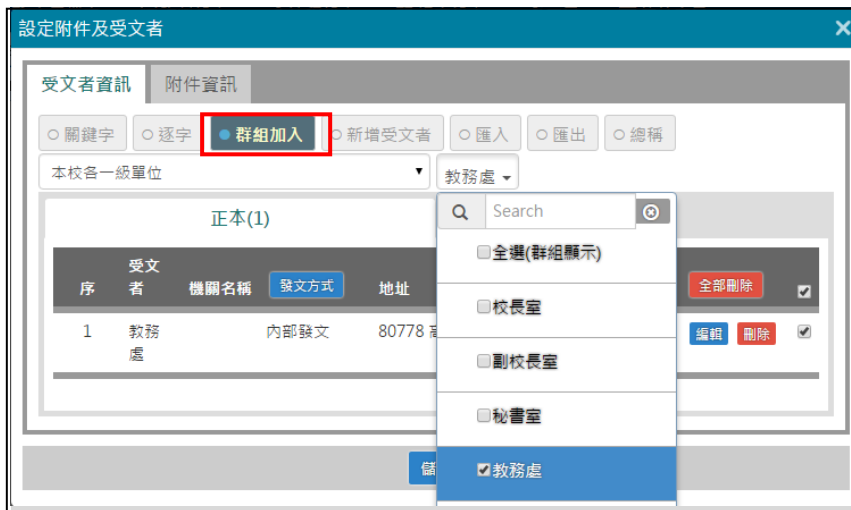 設定附件及受文者
受文者資訊 附件資訊
關鍵字 逐字 群組加入 新增受文者 匯入 匯出 總稱
本校各一級單位 教務處
Search
正本(1)
全選(群組顯示)
序 受文者 機關名稱 發文方式 地址 全部刪除
校長室
1 教務處 內部發文 80778 編輯 刪除
副校長室
秘書室
教務處
儲